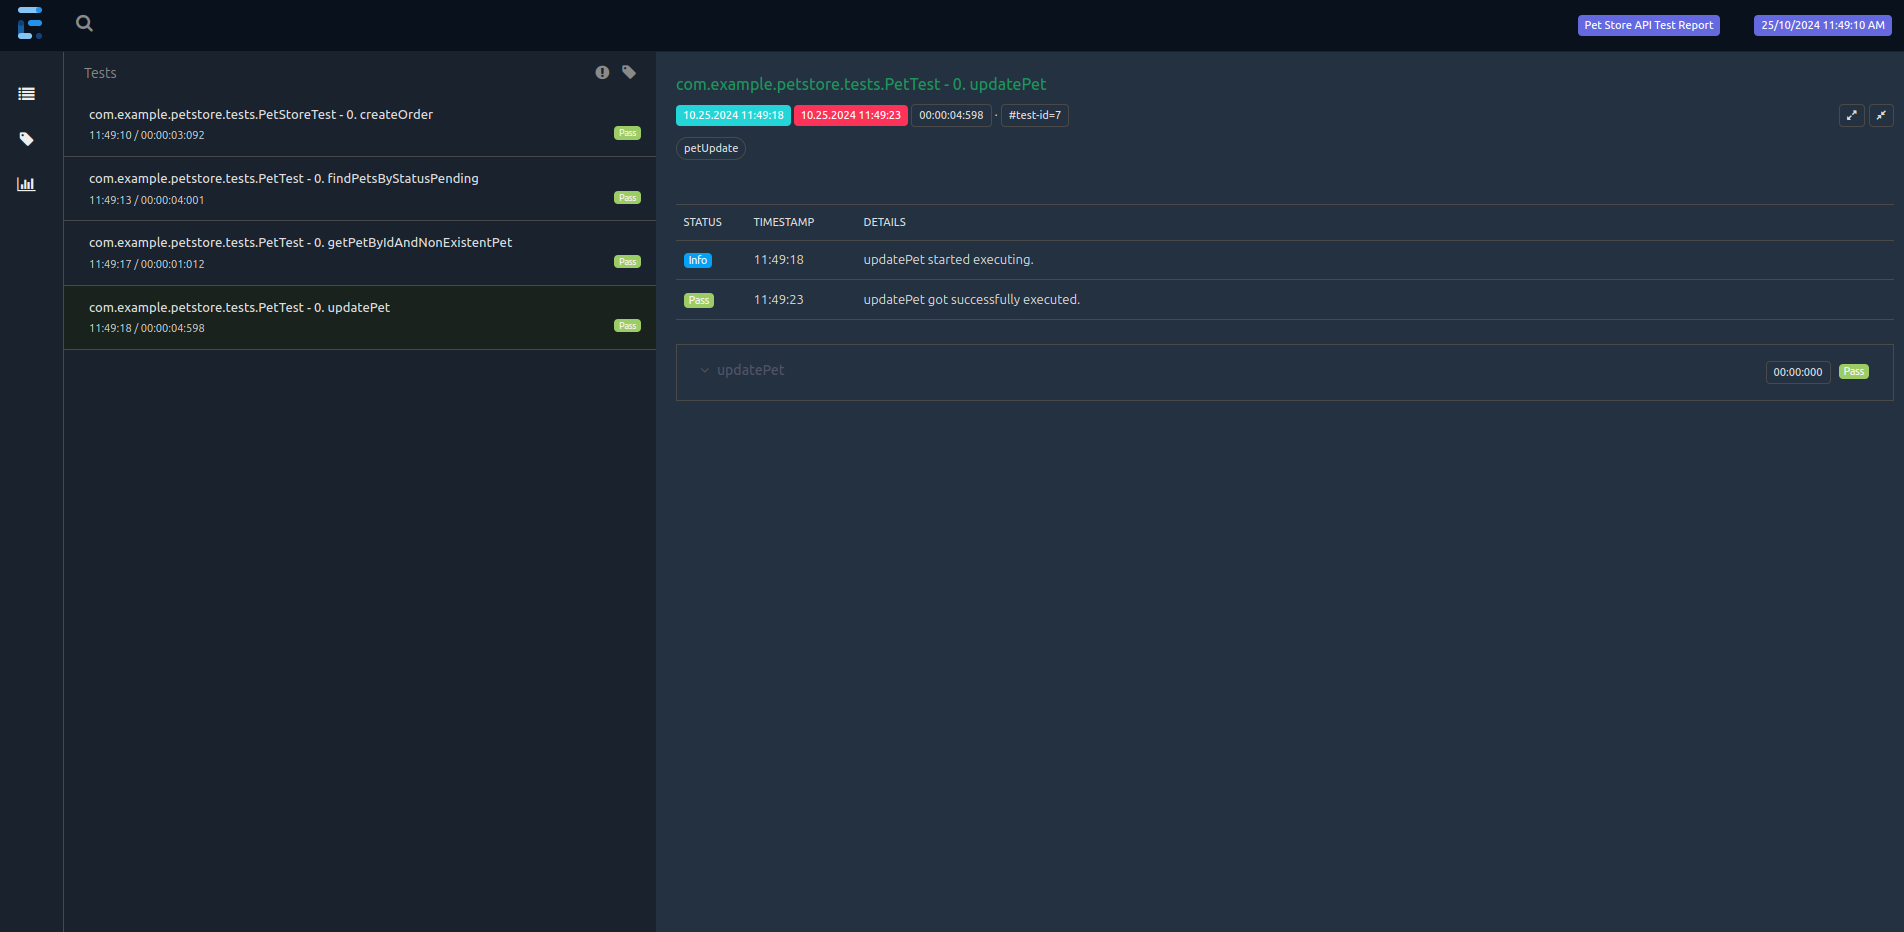 Pet Store API Test Report
25/10/2024 11:49:10 AM
Tests
com.example.petstore.tests.PetStoreTest - 0. createOrder
11:49:10 / 00:00:03:092
Pass
com.example.petstore.tests.PetTest - 0. findPetsByStatusPending
11:49:13 / 00:00:04:001
Pass
com.example.petstore.tests.PetTest - 0. getPetByIdAndNonExistentPet
11:49:17 / 00:00:01:012
Pass
com.example.petstore.tests.PetTest - 0. updatePet
11:49:18 / 00:00:04:598
Pass
com.example.petstore.tests.PetTest - 0. updatePet
10.25.2024 11:49:18 10.25.2024 11:49:23 00:00:04:598 · #test-id=7
petUpdate
STATUS TIMESTAMP DETAILS
Info 11:49:18 updatePet started executing.
Pass 11:49:23 updatePet got successfully executed.
updatePet 00:00:000 Pass